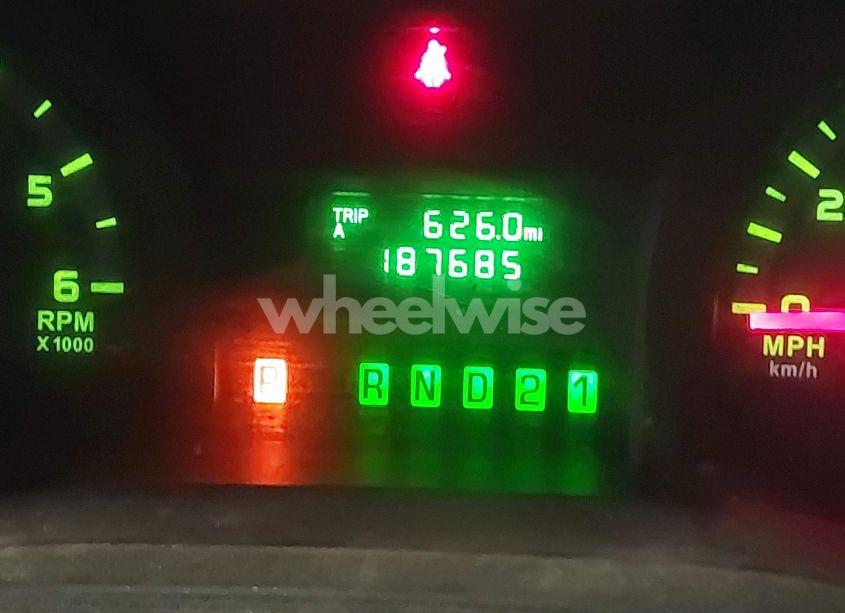 5
6
RPM
X1000
TRIP
A
626.0mi
187685
wheelwise
P R N D 2 1
2
0
MPH
km/h